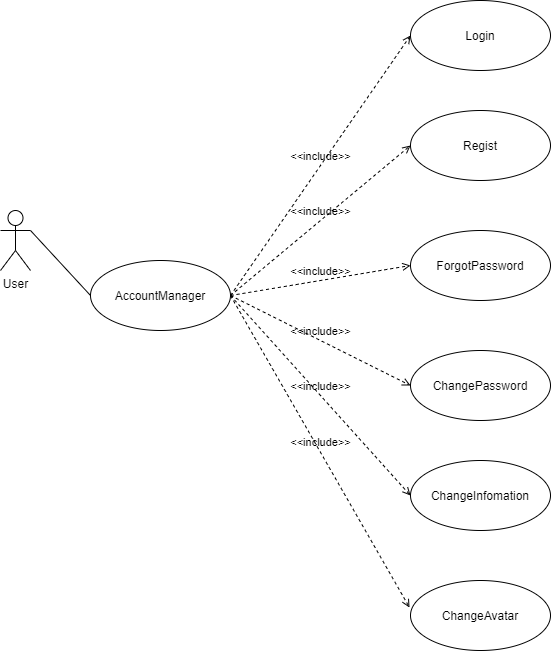 Login
<<include>>
Regist
<<include>>
User
ForgotPassword
<<include>>
AccountManager
<<include>>
ChangePassword
<<include>>
ChangeInfomation
<<include>>
ChangeAvatar